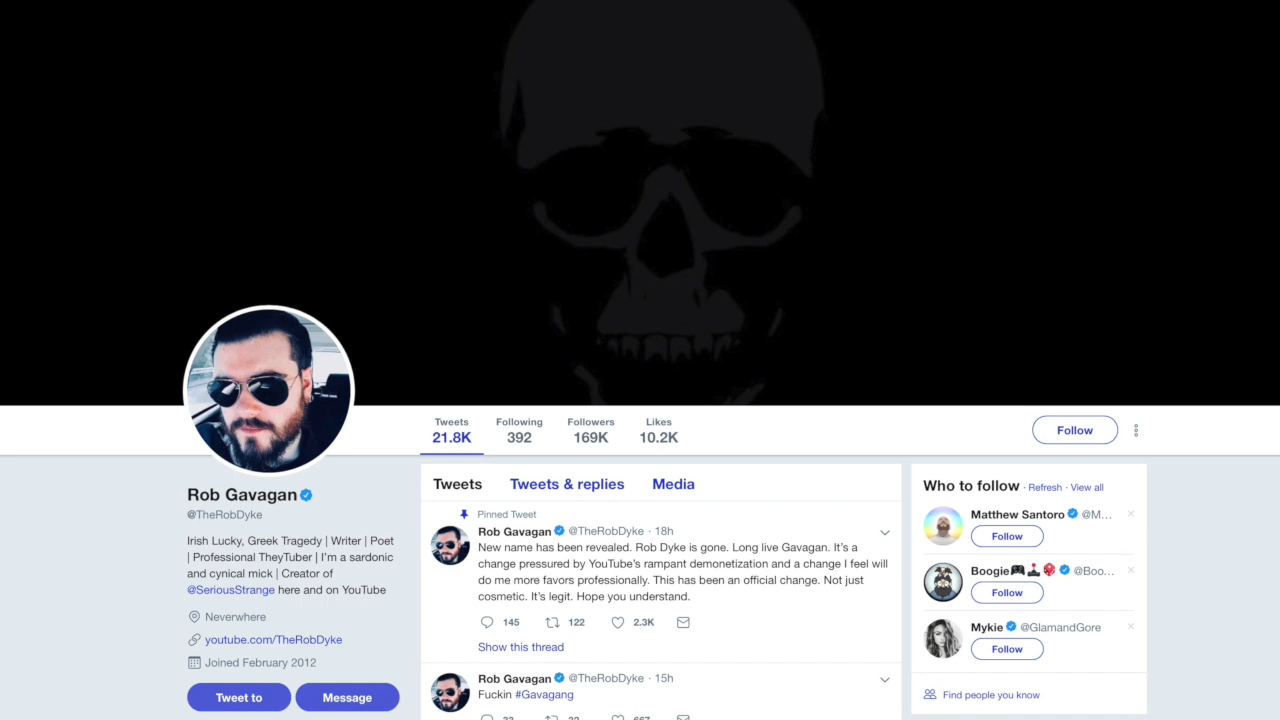 Tweets Following Followers Likes
21.8K 392 169K 10.2K
Follow
Rob Gavagan
@TheRobDyke
Irish Lucky, Greek Tragedy | Writer | Poet
| Professional TheyTuber | I'm a sardonic
and cynical mick | Creator of
@SeriousStrange here and on YouTube
Neverwhere
youtube.com/TheRobDyke
Joined February 2012
Tweet to Message
Tweets Tweets & replies Media
Pinned Tweet
Rob Gavagan @TheRobDyke · 18h
New name has been revealed. Rob Dyke is gone. Long live Gavagan. It's a
change pressured by YouTube's rampant demonetization and a change I feel will
do me more favors professionally. This has been an official change. Not just
cosmetic. It's legit. Hope you understand.
145 122 2.3K
Show this thread
Rob Gavagan @TheRobDyke · 15h
Fuckin #Gavagang
Who to follow · Refresh · View all
Matthew Santoro @M...
Follow
Boogie @Boo...
Follow
Mykie @GlamandGore
Follow
Find people you know